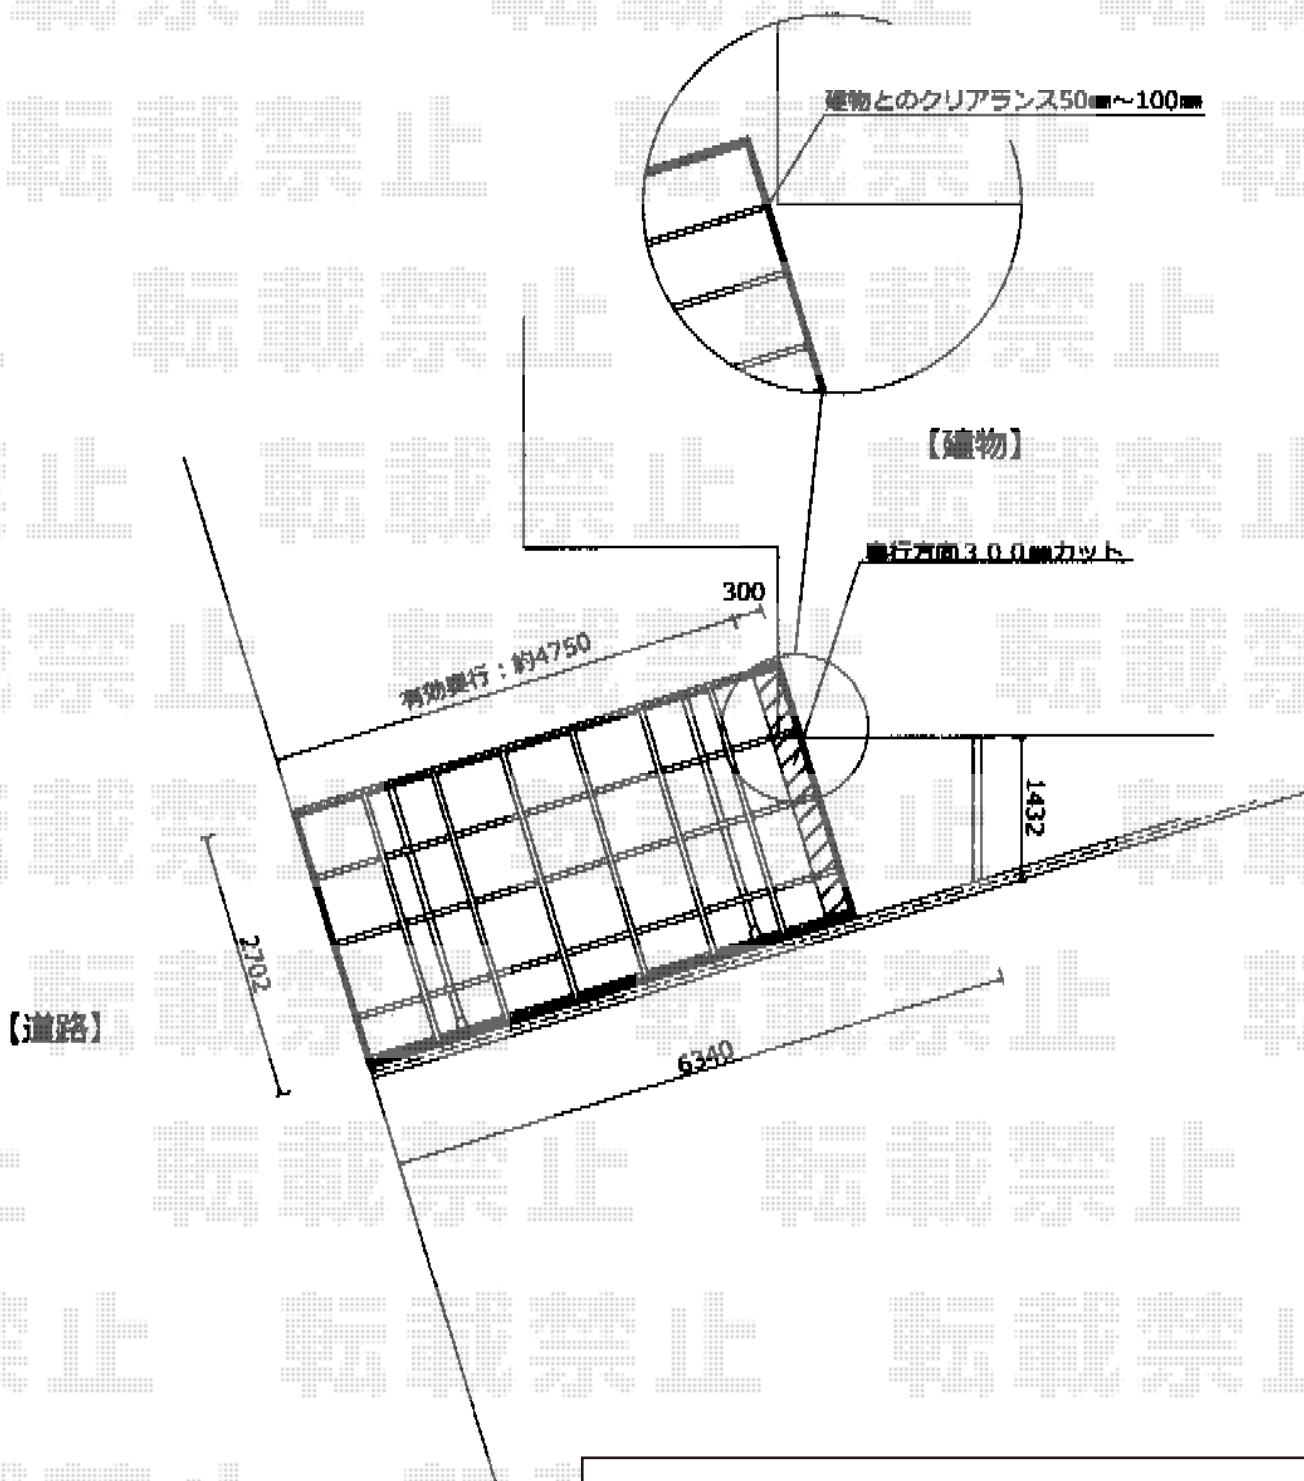 建物とのクリアランス50mm～100mm
【建物】
奥行方向３００mmカット
300
有効奥行：約4750
1432
2702
【道路】
6340
転載禁止